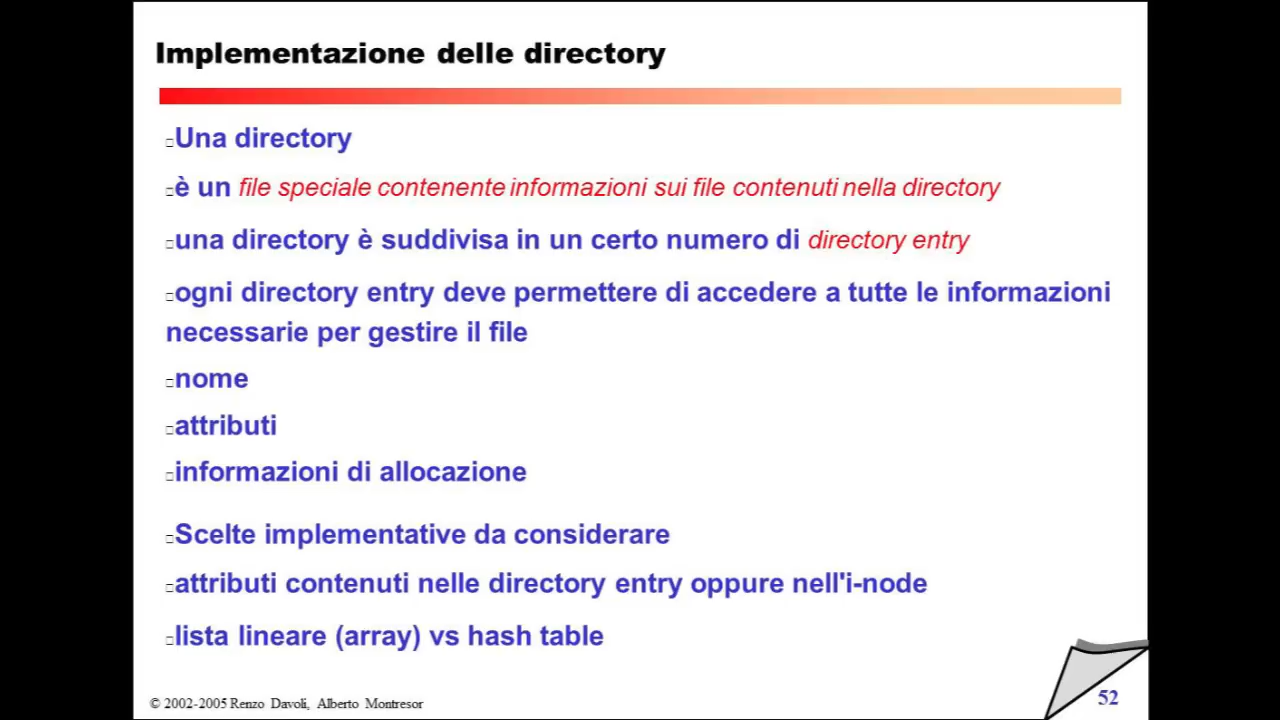 Implementazione delle directory
Una directory
è un file speciale contenente informazioni sui file contenuti nella directory
una directory è suddivisa in un certo numero di directory entry
ogni directory entry deve permettere di accedere a tutte le informazioni
necessarie per gestire il file
nome
attributi
informazioni di allocazione
Scelte implementative da considerare
attributi contenuti nelle directory entry oppure nell'i-node
lista lineare (array) vs hash table
© 2002-2005 Renzo Davoli, Alberto Montresor
52